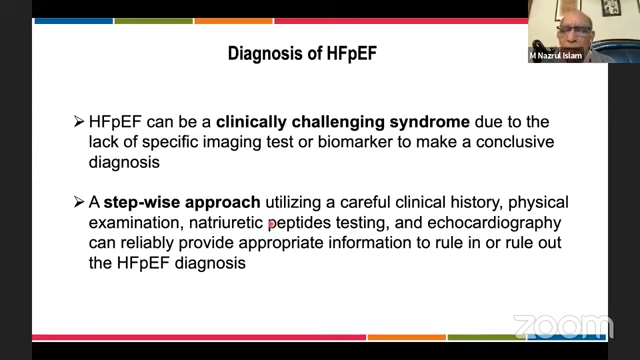 Diagnosis of HFpEF
M Nazrul Islam
➢ HFpEF can be a clinically challenging syndrome due to the
lack of specific imaging test or biomarker to make a conclusive
diagnosis
➢ A step-wise approach utilizing a careful clinical history, physical
examination, natriuretic peptides testing, and echocardiography
can reliably provide appropriate information to rule in or rule out
the HFpEF diagnosis
zoom